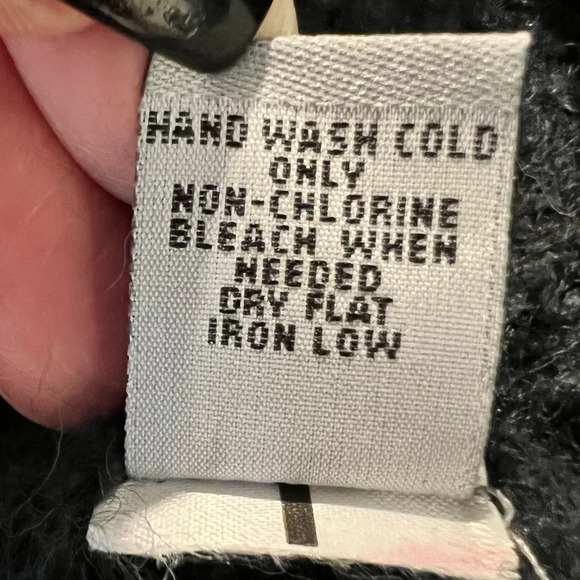 HAND WASH COLD
ONLY
NON-CHLORINE
BLEACH WHEN
NEEDED
DRY FLAT
IRON LOW